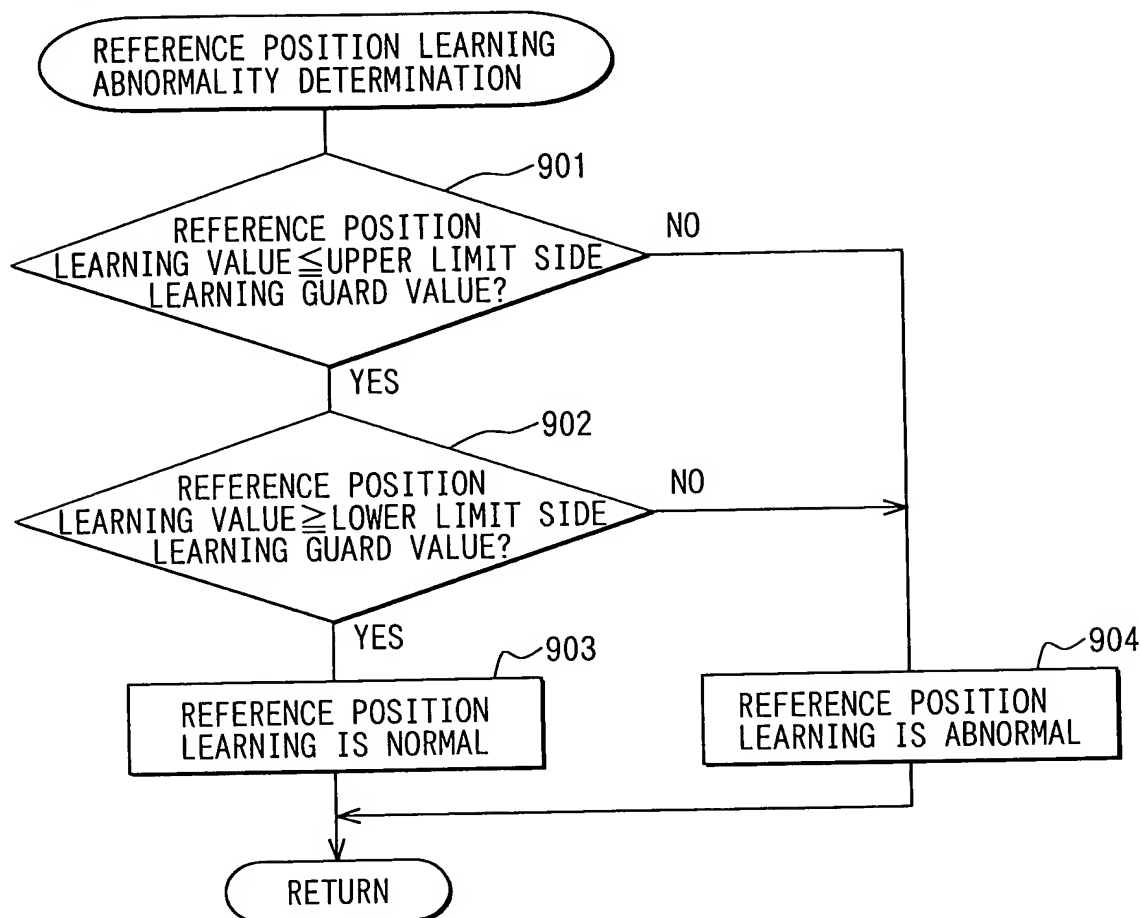 REFERENCE POSITION LEARNING
ABNORMALITY DETERMINATION
901
REFERENCE POSITION
LEARNING VALUE≦UPPER LIMIT SIDE
LEARNING GUARD VALUE?
NO
YES
902
REFERENCE POSITION
LEARNING VALUE≧LOWER LIMIT SIDE
LEARNING GUARD VALUE?
NO
YES
903
REFERENCE POSITION
LEARNING IS NORMAL
904
REFERENCE POSITION
LEARNING IS ABNORMAL
RETURN